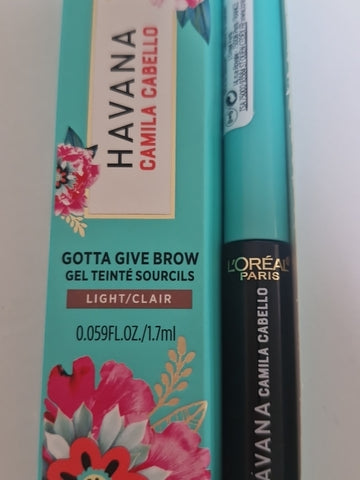 HAVANA
CAMILA CABELLO
GOTTA GIVE BROW
GEL TEINTÉ SOURCILS
LIGHT/CLAIR
0.059FL.OZ./1.7ml
L'ORÉAL
PARIS
AVANA CAMILA CABELLO